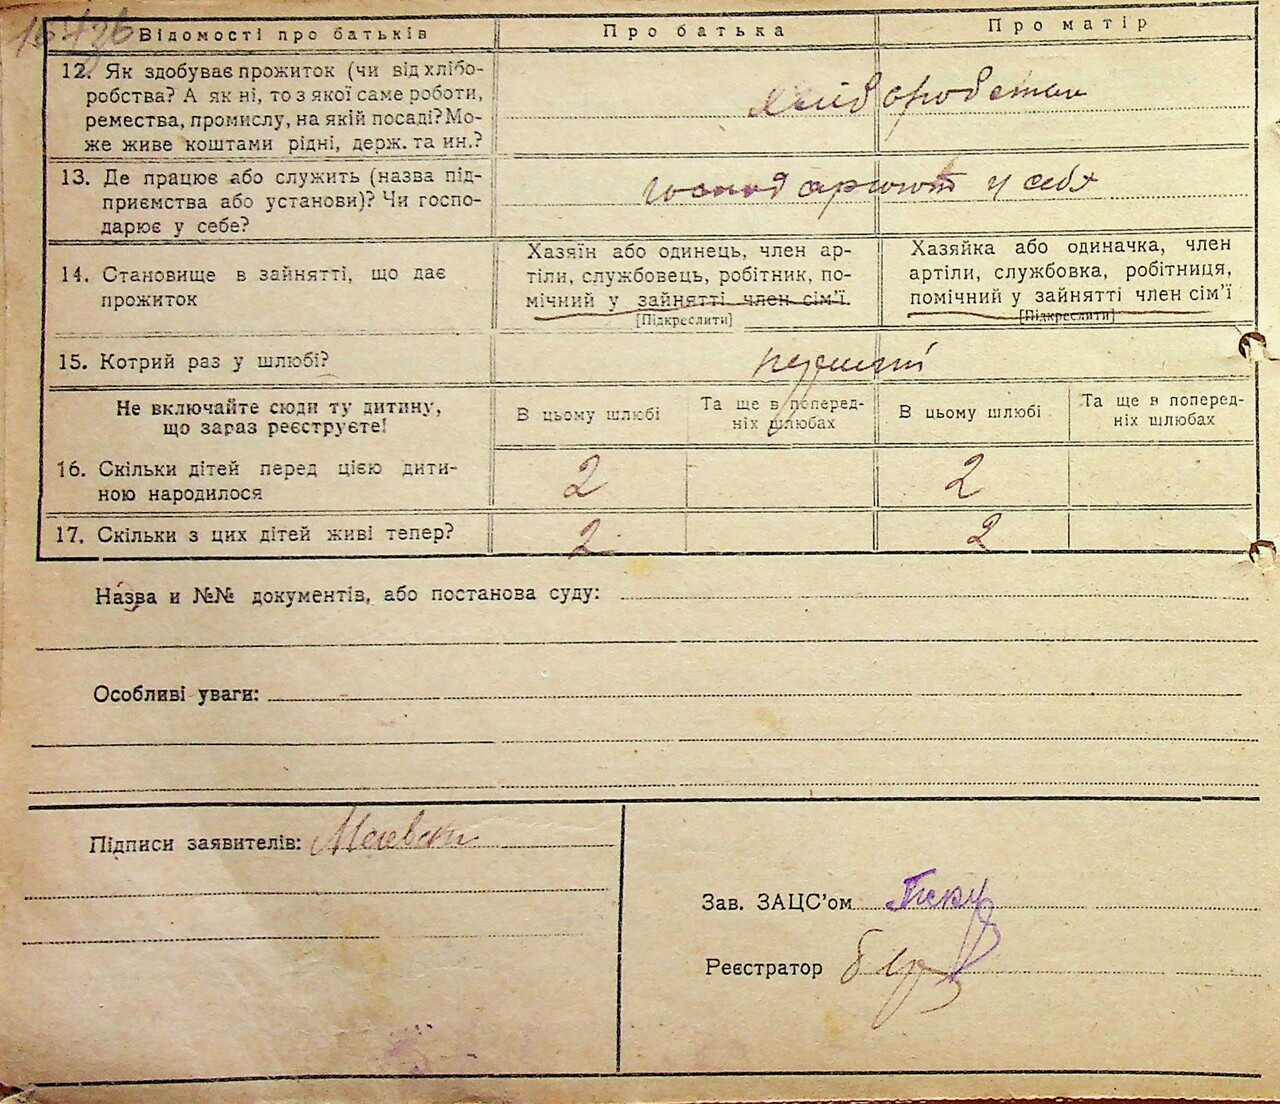 Відомості про батьків
Про батька
Про матір
12. Як здобуває прожиток (чи від хлібо-
робства? А як ні, то з якої саме роботи,
ремества, промислу, на якій посаді? Мо-
же живе коштами рідні, держ. та ин.?
хліборобством
13. Де працює або служить (назва під-
приємства або установи)? Чи госпо-
дарює у себе?
господарюють у себе
14. Становище в зайнятті, що дає
прожиток
Хазяїн або одинець, член ар-
тілі, службовець, робітник, по-
мічний у зайнятті член сім'ї.
[Підкреслити]
Хазяйка або одиначка, член
артіли, службовка, робітниця,
помічний у зайнятті член сім'ї
[Підкреслити]
15. Котрий раз у шлюбі?
Не включайте сюди ту дитину,
що зараз реєструєте!
В цьому шлюбі
Та ще в поперед-
ніх шлюбах
В цьому шлюбі
Та ще в поперед-
ніх шлюбах
16. Скільки дітей перед цією дити-
ною народилося
2
2
17. Скільки з цих дітей живі тепер?
2
2
Назва и №№ документів, або постанова суду:
Особливі уваги:
Підписи заявителів:
Зав. ЗАЦС'ом
Реєстратор